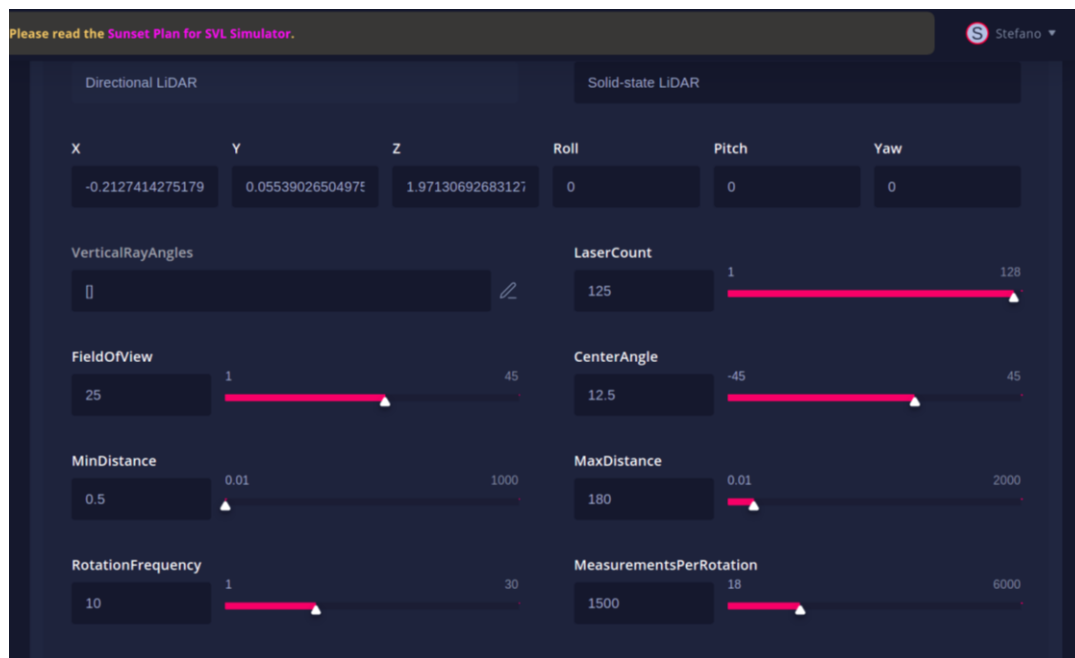 Please read the Sunset Plan for SVL Simulator.
S Stefano
Directional LiDAR
Solid-state LiDAR
X Y Z Roll Pitch Yaw
-0.2127414275179 0.05539026504975 1.97130692683127 0 0 0
VerticalRayAngles
[]
LaserCount
125
1 128
FieldOfView
25
1 45
CenterAngle
12.5
-45 45
MinDistance
0.5
0.01 1000
MaxDistance
180
0.01 2000
RotationFrequency
10
1 30
MeasurementsPerRotation
1500
18 6000